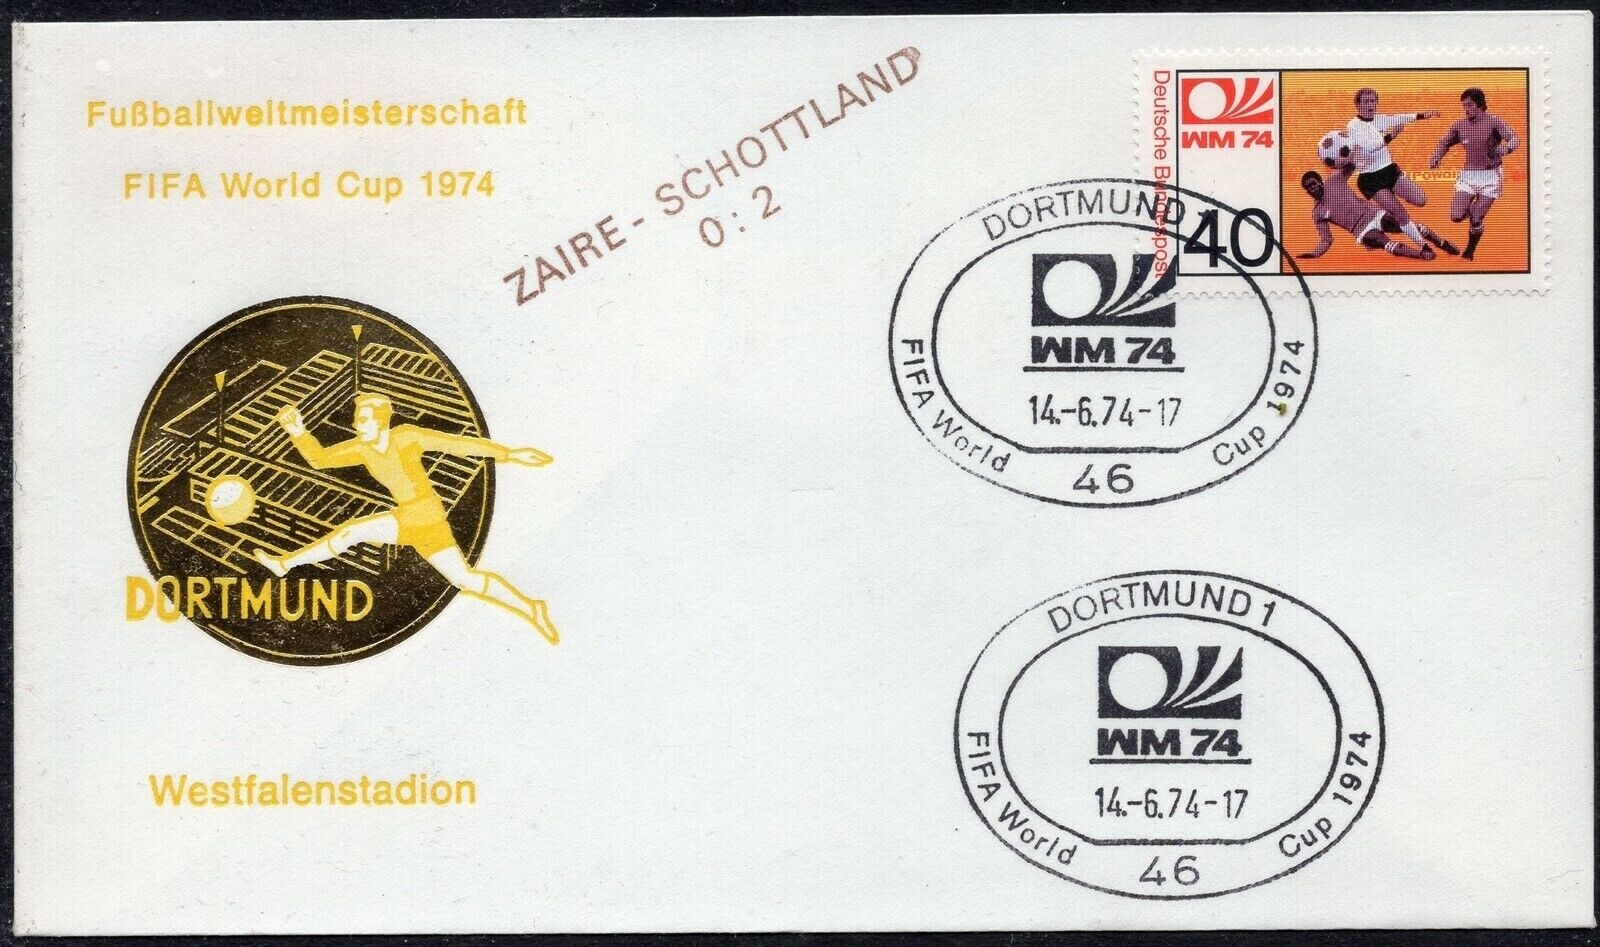 Fußballweltmeisterschaft
FIFA World Cup 1974
ZAIRE - SCHOTTLAND
0:2
Deutsche Bundespost
WM 74
40
DORTMUND 1
WM 74
14.-6.74-17
FIFA World Cup 1974
46
DORTMUND
Westfalenstadion
DORTMUND 1
WM 74
14.-6.74-17
FIFA World Cup 1974
46